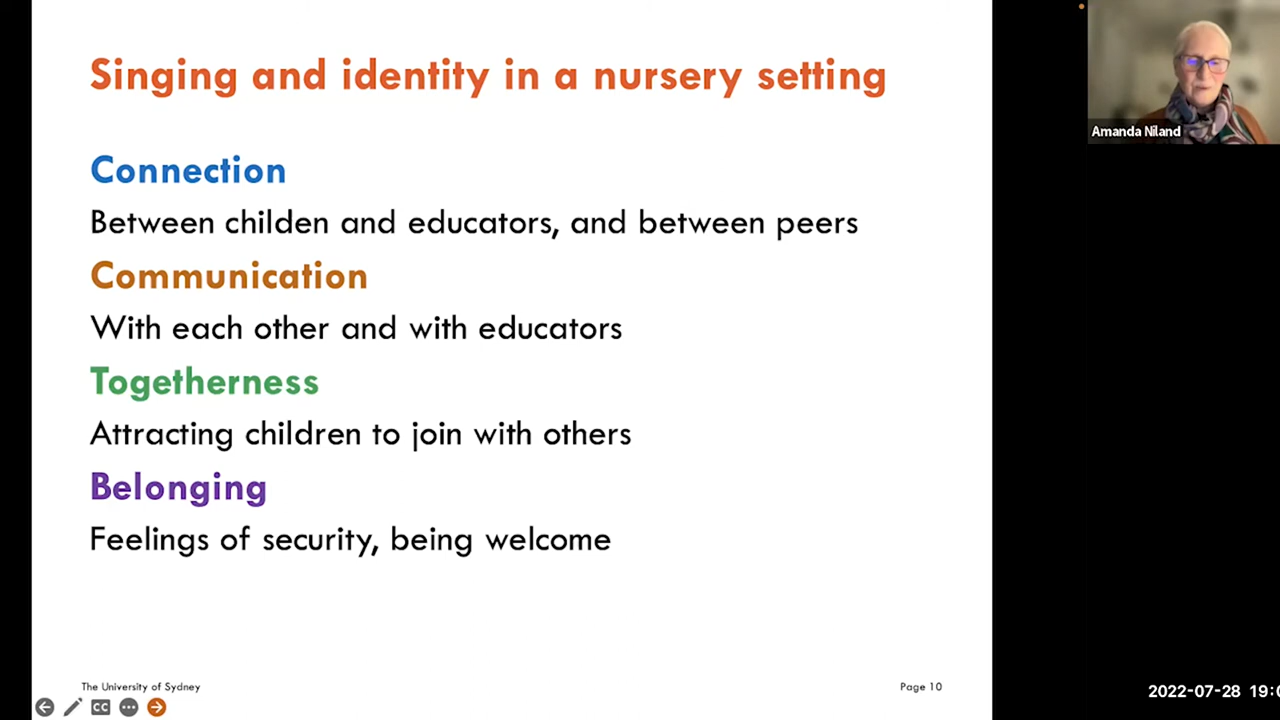 Singing and identity in a nursery setting
Connection
Between childen and educators, and between peers
Communication
With each other and with educators
Togetherness
Attracting children to join with others
Belonging
Feelings of security, being welcome
The University of Sydney
Page 10
CC
Amanda Niland
2022-07-28 19:0